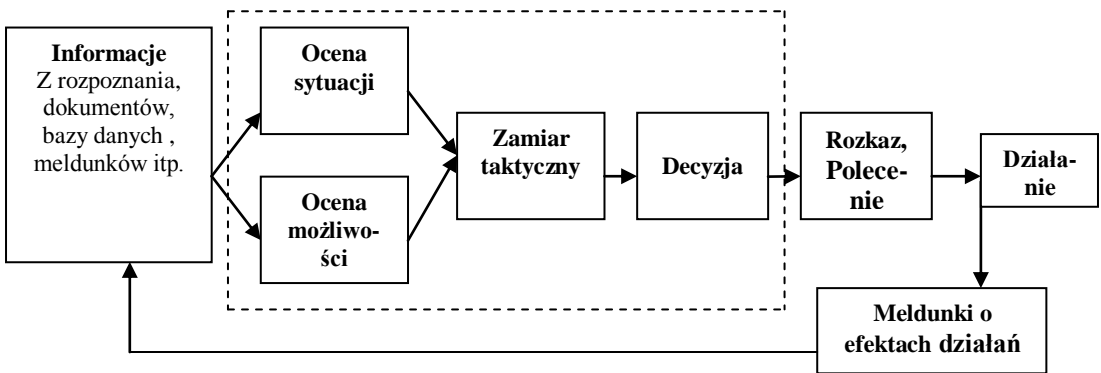 Informacje
Z rozpoznania,
dokumentów,
bazy danych ,
meldunków itp.
Ocena
sytuacji
Ocena
możliwo-
ści
Zamiar
taktyczny
Decyzja
Rozkaz,
Polece-
nie
Działa-
nie
Meldunki o
efektach działań